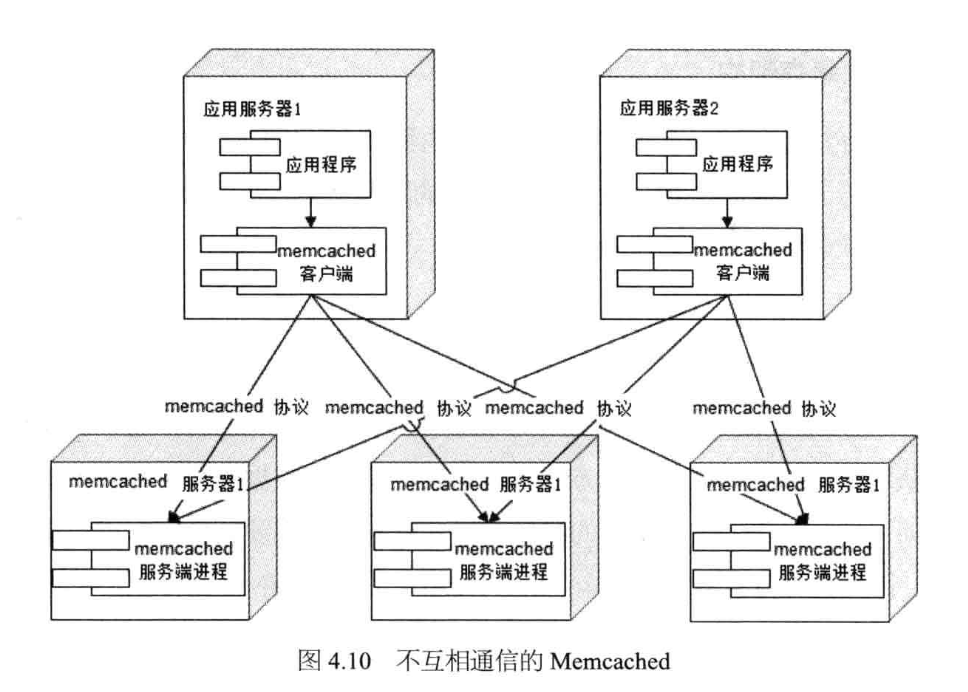 应用服务器1
应用程序
memcached
客户端
应用服务器2
应用程序
memcached
客户端
memcached 协议
memcached 协议
memcached 协议
memcached 协议
memcached 服务器1
memcached
服务端进程
memcached 服务器1
memcached
服务端进程
memcached 服务器1
memcached
服务端进程
图 4.10 不互相通信的 Memcached